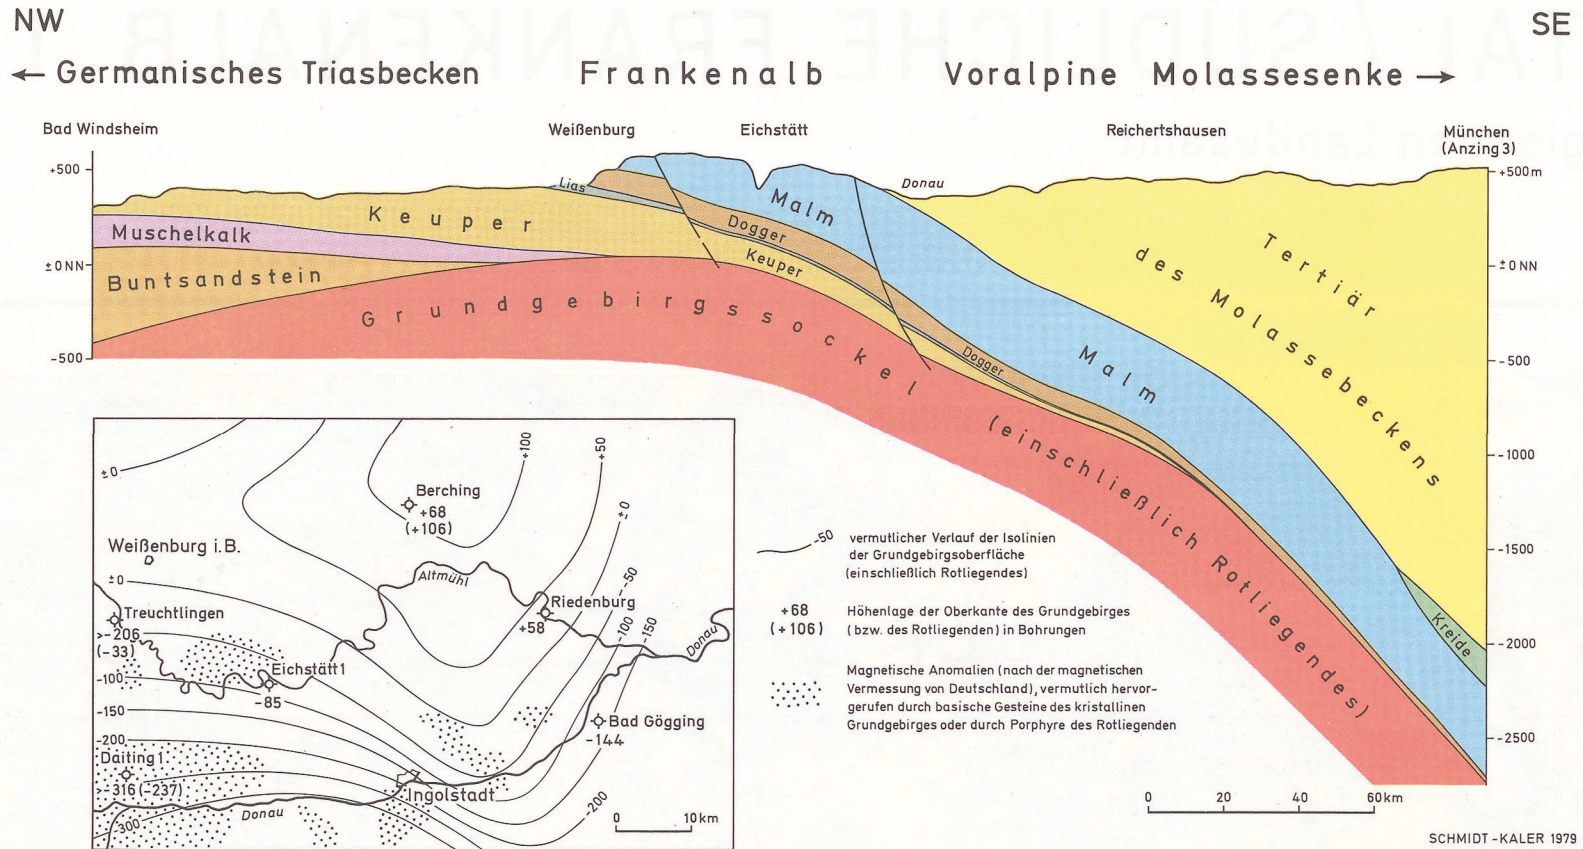 NW
SE
← Germanisches Triasbecken Frankenalb Voralpine Molassesenke →
Bad Windsheim
Weißenburg
Eichstätt
Reichertshausen
München
(Anzing 3)
+500
±0 NN
-500
Lias
Keuper
Muschelkalk
Buntsandstein
Malm
Dogger
Keuper
Donau
Grundgebirgssockel (einschließlich Rotliegendes)
Dogger
Malm
Tertiär
des Molassebeckens
Kreide
+500m
±0 NN
-500
-1000
-1500
-2000
-2500
±0
+100
+50
±0
-50
-100
-150
Berching
+68
(+106)
Weißenburg i.B.
±0
Altmühl
Treuchtlingen
>-206
(-33)
Riedenburg
+58
Donau
Eichstätt 1
-85
-100
-150
-200
Bad Gögging
-144
Daiting 1
>-316 (-237)
Ingolstadt
-300
Donau
-200
0 10 km
-50 vermutlicher Verlauf der Isolinien
der Grundgebirgsoberfläche
(einschließlich Rotliegendes)
+68 Höhenlage der Oberkante des Grundgebirges
(+106) (bzw. des Rotliegenden) in Bohrungen
Magnetische Anomalien (nach der magnetischen
Vermessung von Deutschland), vermutlich hervor-
gerufen durch basische Gesteine des kristallinen
Grundgebirges oder durch Porphyre des Rotliegenden
0 20 40 60 km
SCHMIDT-KALER 1979